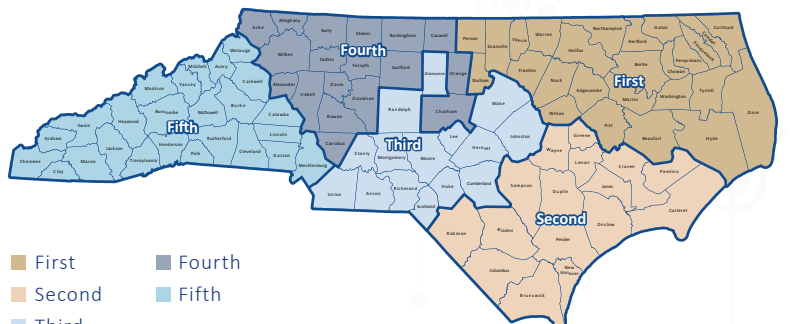 Ashe
Alleghany
Surry
Stokes
Rockingham
Caswell
Person
Granville
Vance
Warren
Northampton
Gates
Currituck
Camden
Pasquotank
Perquimans
Chowan
Hertford
Halifax
Bertie
Watauga
Wilkes
Yadkin
Forsyth
Guilford
Alamance
Orange
Durham
Franklin
Nash
Edgecombe
Martin
Washington
Tyrrell
Dare
Fourth
First
Mitchell
Avery
Caldwell
Alexander
Iredell
Davie
Davidson
Randolph
Chatham
Wake
Wilson
Pitt
Beaufort
Hyde
Madison
Yancey
Buncombe
McDowell
Burke
Catawba
Rowan
Cabarrus
Lee
Harnett
Johnston
Wayne
Greene
Lenoir
Craven
Pamlico
Fifth
Third
Swain
Haywood
Graham
Jackson
Henderson
Polk
Rutherford
Cleveland
Lincoln
Gaston
Mecklenburg
Stanly
Montgomery
Moore
Cherokee
Macon
Clay
Transylvania
Union
Anson
Richmond
Hoke
Scotland
Cumberland
Sampson
Duplin
Jones
Carteret
Onslow
Second
Robeson
Bladen
Pender
Columbus
New
Hanover
Brunswick
First
Fourth
Second
Fifth
Third